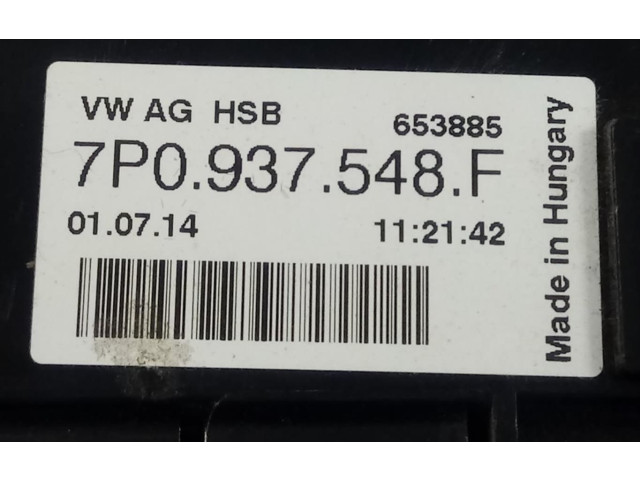 VW AG HSB
653885
7P0.937.548.F
01.07.14
11:21:42
Made in Hungary